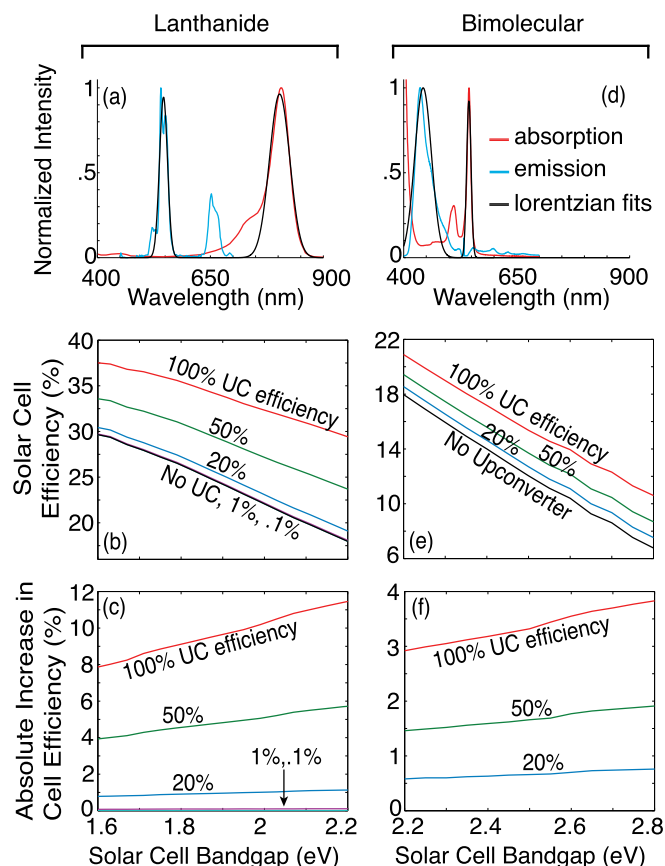 Lanthanide
Bimolecular
(a)
(d)
Normalized Intensity
1
.5
0
400
650
900
Wavelength (nm)
1
.5
0
400
650
900
Wavelength (nm)
absorption
emission
lorentzian fits
Solar Cell
Efficiency (%)
40
35
30
25
20
100% UC efficiency
50%
20%
No UC, 1%, .1%
(b)
22
18
14
10
6
100% UC efficiency
20%
50%
No Upconverter
(e)
Absolute Increase in
Cell Efficiency (%)
12
10
8
6
4
2
0
(c)
100% UC efficiency
50%
20%
1%,.1%
1.6
1.8
2
2.2
Solar Cell Bandgap (eV)
4
3
2
1
0
(f)
100% UC efficiency
50%
20%
2.2
2.4
2.6
2.8
Solar Cell Bandgap (eV)